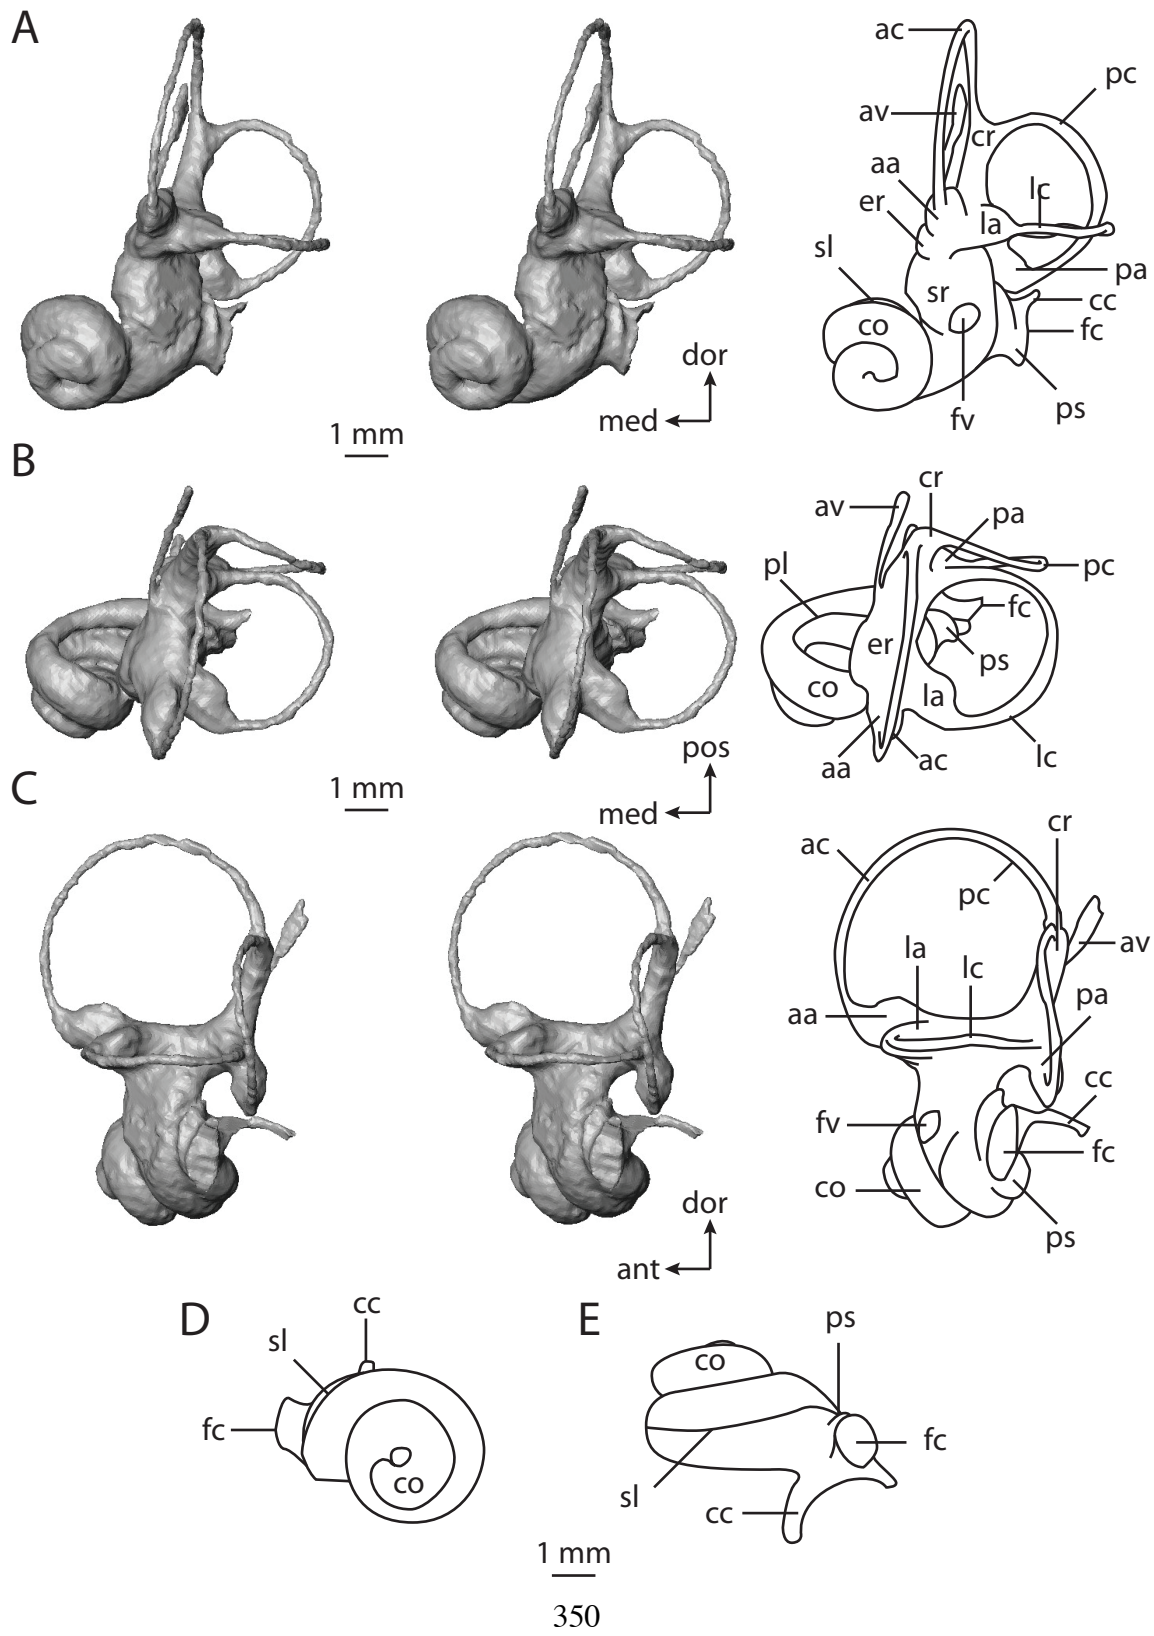 A
ac
pc
av
cr
aa
er
lc
la
sl
pa
sr
cc
co
fc
dor
med
fv
ps
1 mm
B
cr
av
pa
pl
pc
fc
er
ps
co
la
pos
aa
ac
lc
1 mm
med
C
cr
ac
pc
av
la
lc
pa
aa
cc
fv
fc
co
dor
ps
ant
D
cc
sl
fc
co
E
ps
co
fc
sl
cc
1 mm
350